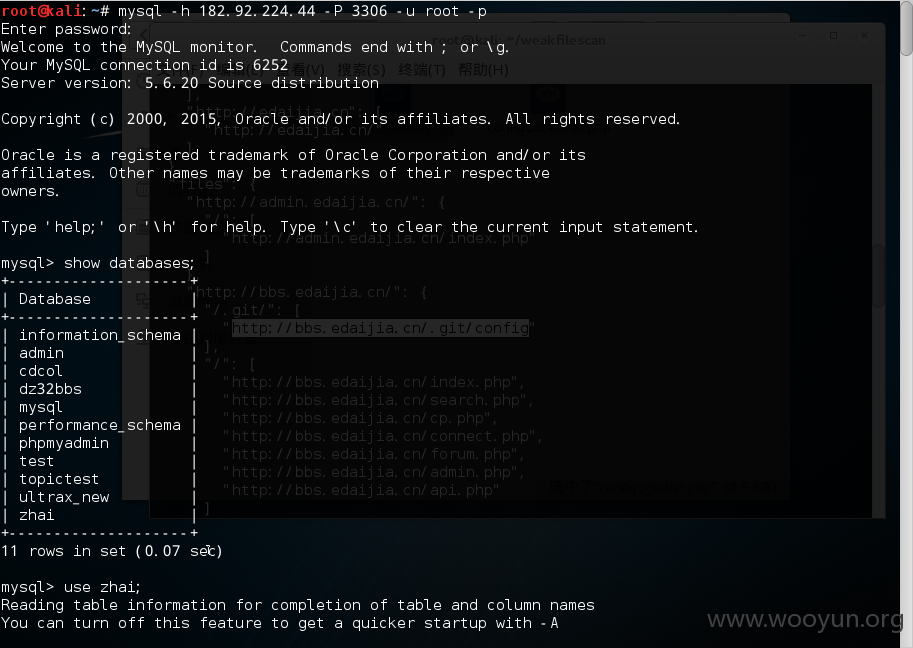 root@kali:~# mysql -h 182.92.224.44 -P 3306 -u root -p
Enter password:
Welcome to the MySQL monitor.  Commands end with ; or \g.
Your MySQL connection id is 6252
Server version: 5.6.20 Source distribution
Copyright (c) 2000, 2015, Oracle and/or its affiliates. All rights reserved.
Oracle is a registered trademark of Oracle Corporation and/or its
affiliates. Other names may be trademarks of their respective
owners.
Type 'help;' or '\h' for help. Type '\c' to clear the current input statement.
mysql> show databases;
+--------------------+
| Database           |
+--------------------+
| information_schema |
| admin              |
| cdcol              |
| dz32bbs            |
| mysql              |
| performance_schema |
| phpmyadmin         |
| test               |
| topictest          |
| ultrax_new         |
| zhai               |
+--------------------+
11 rows in set (0.07 sec)
mysql> use zhai;
Reading table information for completion of table and column names
You can turn off this feature to get a quicker startup with -A
root@kali: ~/weakfilescan
编辑(E) 查看(V) 搜索(S) 终端(T) 帮助(H)
],
"http://edaijia.cn": [
"http://edaijia.cn/"
"files": {
"http://admin.edaijia.cn/": {
"/": [
"http://admin.edaijia.cn/index.php"
]
"http://bbs.edaijia.cn/": {
"/.git/": [
"http://bbs.edaijia.cn/.git/config"
],
"/": [
"http://bbs.edaijia.cn/index.php",
"http://bbs.edaijia.cn/search.php",
"http://bbs.edaijia.cn/cp.php",
"http://bbs.edaijia.cn/connect.php",
"http://bbs.edaijia.cn/forum.php",
"http://bbs.edaijia.cn/admin.php",
"http://bbs.edaijia.cn/api.php"
]
www.wooyun.org